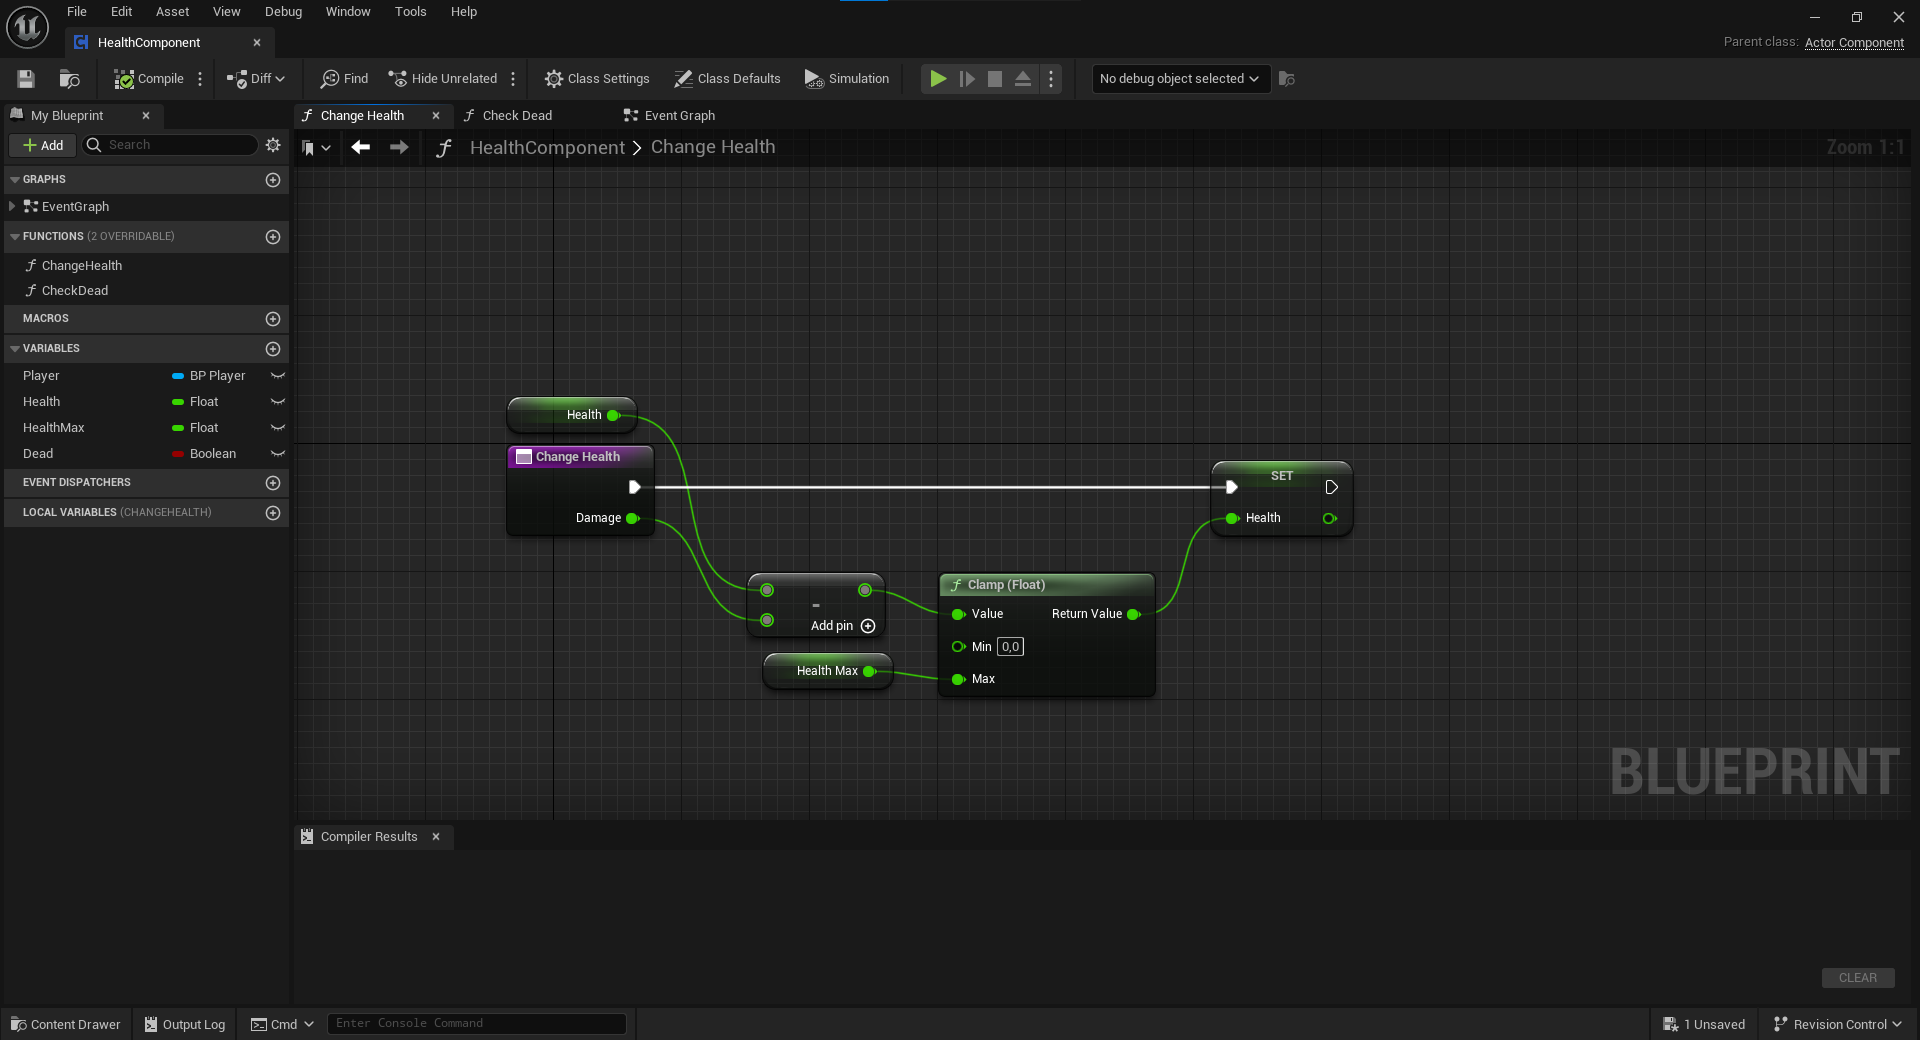 File Edit Asset View Debug Window Tools Help
HealthComponent
Parent class: Actor Component
Compile Diff Find Hide Unrelated Class Settings Class Defaults Simulation No debug object selected
My Blueprint
Add Search
GRAPHS
EventGraph
FUNCTIONS (2 OVERRIDABLE)
ChangeHealth
CheckDead
MACROS
VARIABLES
Player BP Player
Health Float
HealthMax Float
Dead Boolean
EVENT DISPATCHERS
LOCAL VARIABLES (CHANGEHEALTH)
Change Health Check Dead Event Graph
HealthComponent > Change Health Zoom 1:1
Health
Change Health
Damage
-
Add pin
Health Max
Clamp (Float)
Value Return Value
Min 0,0
Max
SET
Health
BLUEPRINT
Compiler Results
CLEAR
Content Drawer Output Log Cmd Enter Console Command 1 Unsaved Revision Control